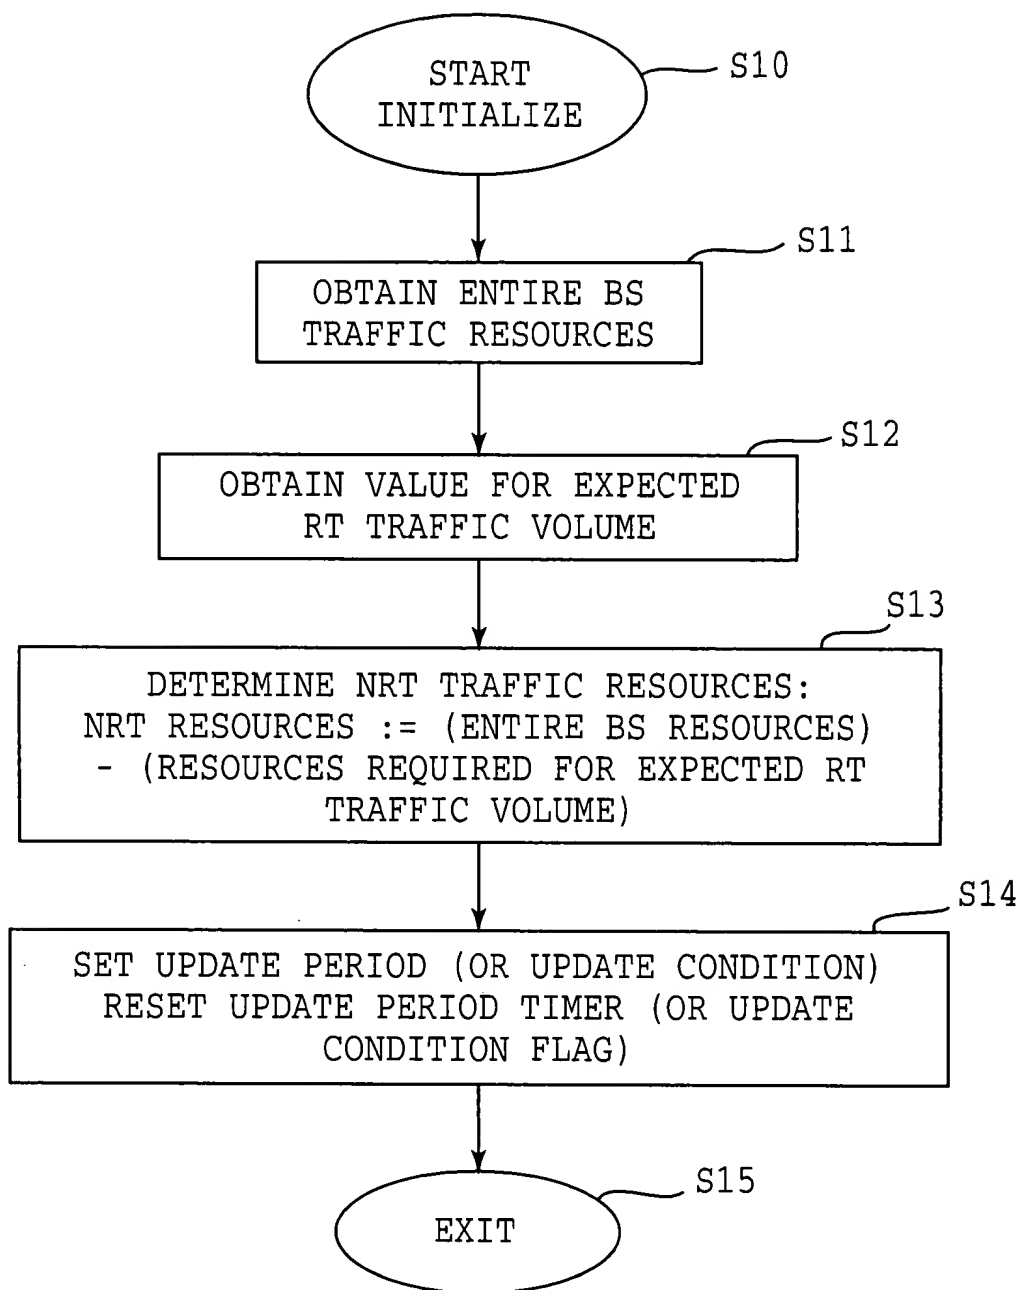 START
INITIALIZE
S10
S11
OBTAIN ENTIRE BS
TRAFFIC RESOURCES
S12
OBTAIN VALUE FOR EXPECTED
RT TRAFFIC VOLUME
S13
DETERMINE NRT TRAFFIC RESOURCES:
NRT RESOURCES := (ENTIRE BS RESOURCES)
- (RESOURCES REQUIRED FOR EXPECTED RT
TRAFFIC VOLUME)
S14
SET UPDATE PERIOD (OR UPDATE CONDITION)
RESET UPDATE PERIOD TIMER (OR UPDATE
CONDITION FLAG)
S15
EXIT